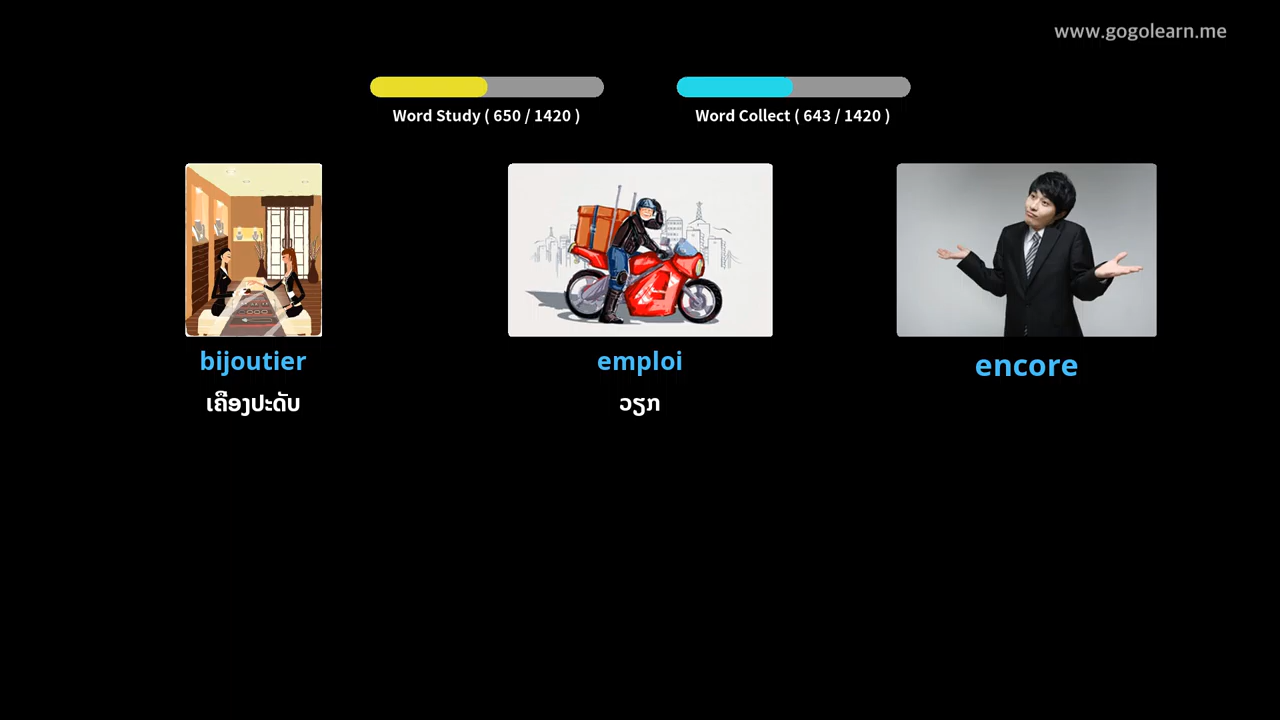 www.gogolearn.me
Word Study ( 650 / 1420 )
Word Collect ( 643 / 1420 )
bijoutier
emploi
encore
ເຄືອງປະດັບ
ວຽກ